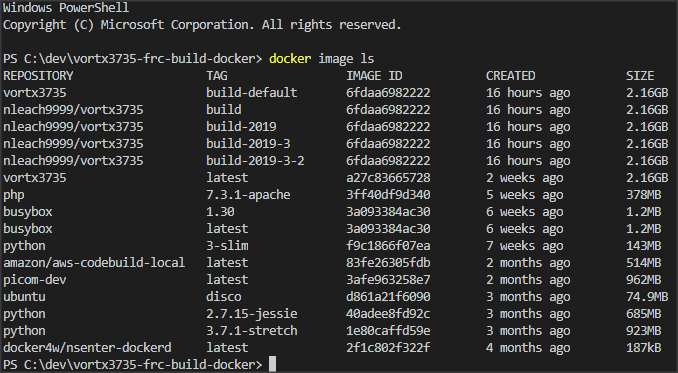 Windows PowerShell
Copyright (C) Microsoft Corporation. All rights reserved.
PS C:\dev\vortx3735-frc-build-docker> docker image ls
REPOSITORY TAG IMAGE ID CREATED SIZE
vortx3735 build-default 6fdaa6982222 16 hours ago 2.16GB
nleach9999/vortx3735 build 6fdaa6982222 16 hours ago 2.16GB
nleach9999/vortx3735 build-2019 6fdaa6982222 16 hours ago 2.16GB
nleach9999/vortx3735 build-2019-3 6fdaa6982222 16 hours ago 2.16GB
nleach9999/vortx3735 build-2019-3-2 6fdaa6982222 16 hours ago 2.16GB
vortx3735 latest a27c83665728 2 weeks ago 2.16GB
php 7.3.1-apache 3ff40df9d340 5 weeks ago 378MB
busybox 1.30 3a093384ac30 6 weeks ago 1.2MB
busybox latest 3a093384ac30 6 weeks ago 1.2MB
python 3-slim f9c1866f07ea 7 weeks ago 143MB
amazon/aws-codebuild-local latest 83fe26305fdb 2 months ago 514MB
picom-dev latest 3afe963258e7 2 months ago 962MB
ubuntu disco d861a21f6090 3 months ago 74.9MB
python 2.7.15-jessie 40adee8fd92c 3 months ago 685MB
python 3.7.1-stretch 1e80caffd59e 3 months ago 923MB
docker4w/nsenter-dockerd latest 2f1c802f322f 4 months ago 187kB
PS C:\dev\vortx3735-frc-build-docker>